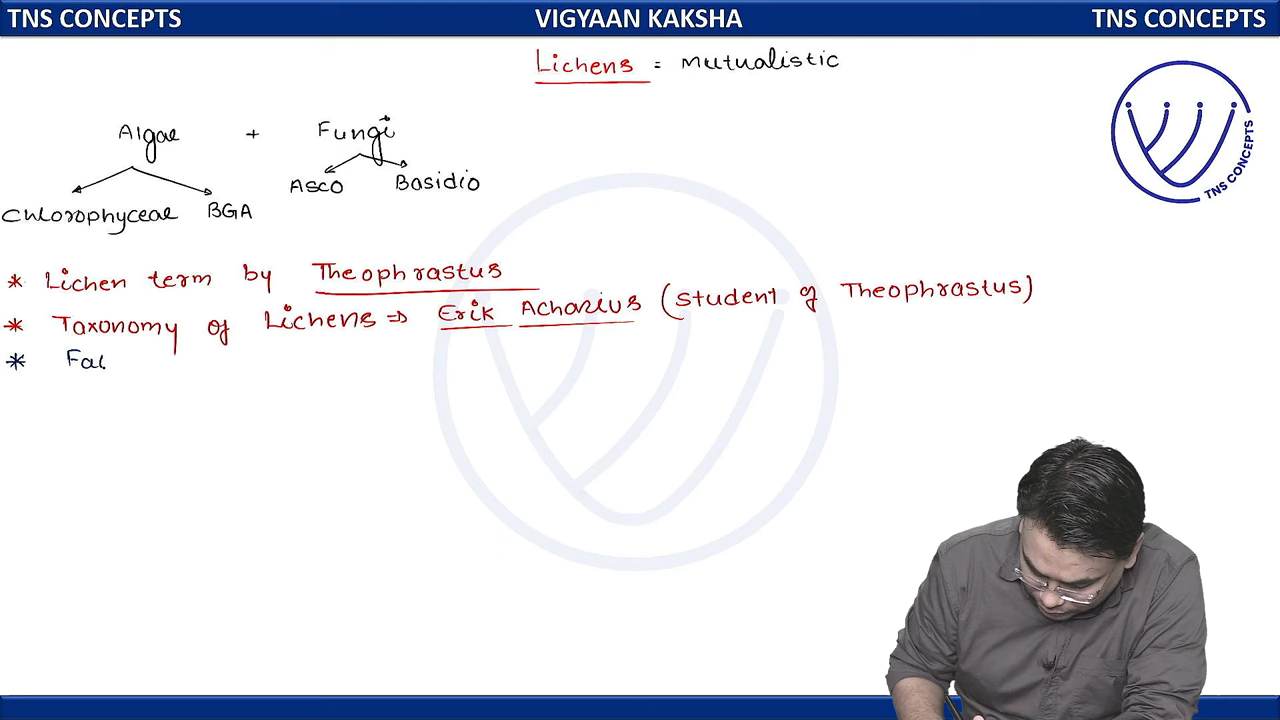 TNS CONCEPTS VIGYAAN KAKSHA TNS CONCEPTS
Lichens = Mutualistic
Algae + Fungi
Asco Basidio
Chlorophyceae BGA
TNS CONCEPTS
* Lichen term by Theophrastus
* Taxonomy of Lichens ⇒ Erik Acharius (student of Theophrastus)
* Fat